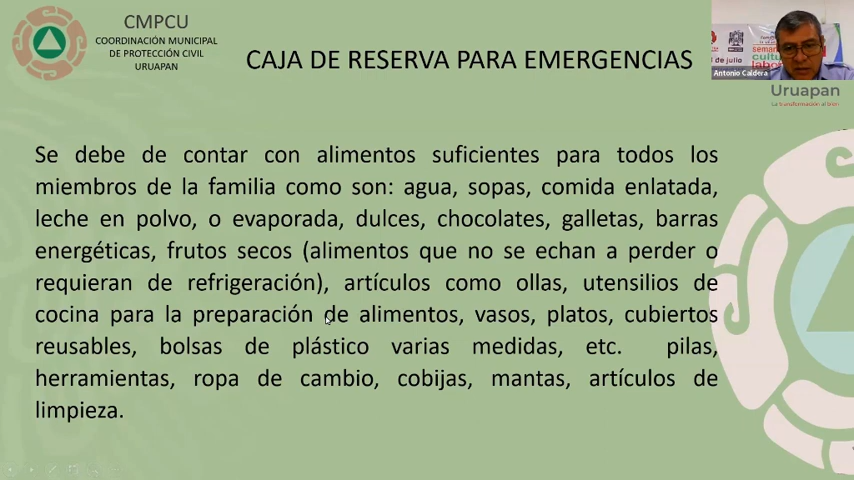 CMPCU
COORDINACIÓN MUNICIPAL
DE PROTECCIÓN CIVIL
URUAPAN
CAJA DE RESERVA PARA EMERGENCIAS
Antonio Caldera
Uruapan
La transformación al bien
Se debe de contar con alimentos suficientes para todos los
miembros de la familia como son: agua, sopas, comida enlatada,
leche en polvo, o evaporada, dulces, chocolates, galletas, barras
energéticas, frutos secos (alimentos que no se echan a perder o
requieran de refrigeración), artículos como ollas, utensilios de
cocina para la preparación de alimentos, vasos, platos, cubiertos
reusables, bolsas de plástico varias medidas, etc. pilas,
herramientas, ropa de cambio, cobijas, mantas, artículos de
limpieza.